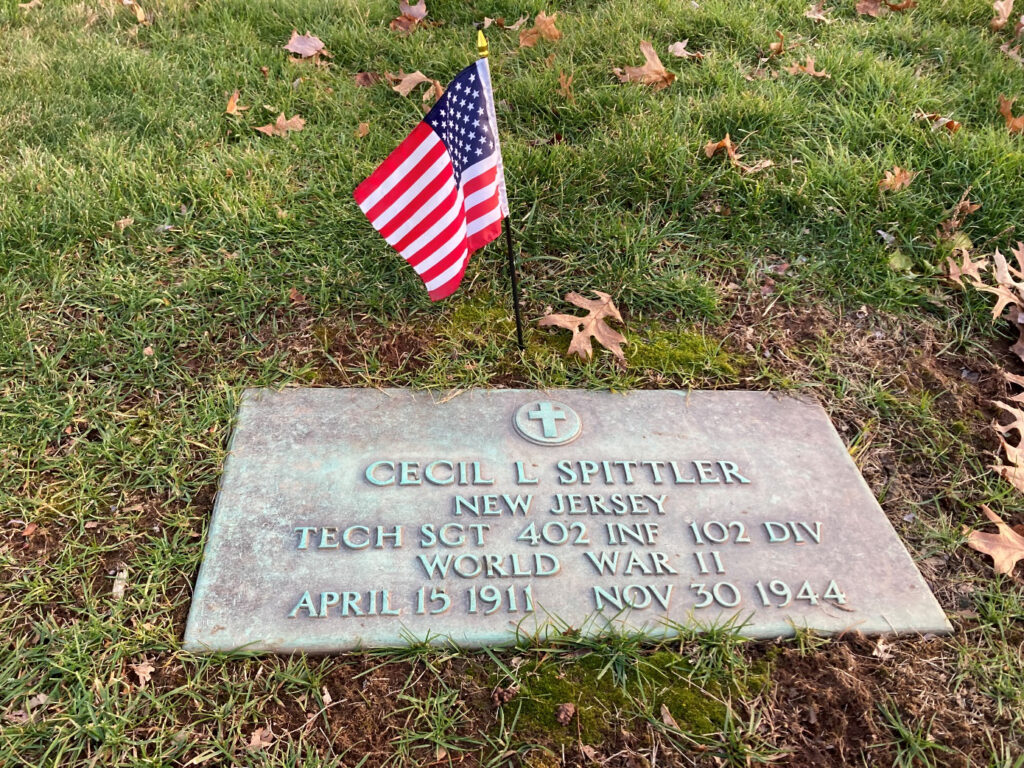 CECIL L SPITTLER
NEW JERSEY
TECH SGT 402 INF 102 DIV
WORLD WAR II
APRIL 15 1911 NOV 30 1944